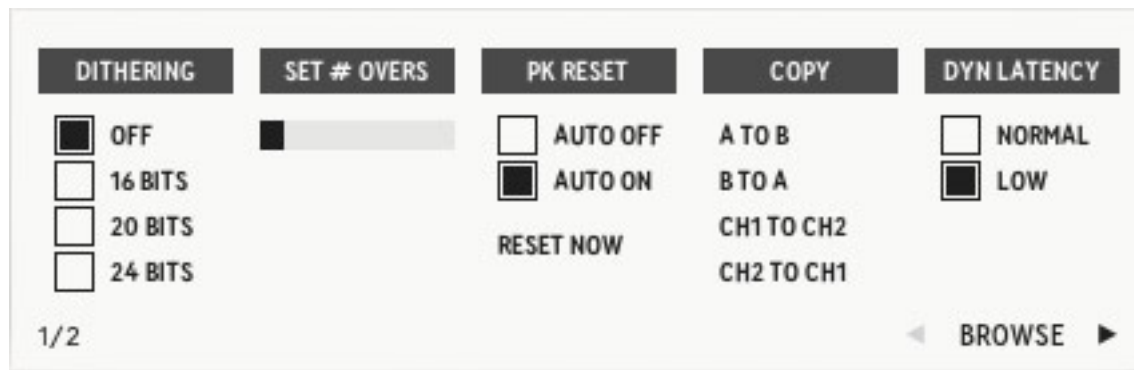 DITHERING
OFF
16 BITS
20 BITS
24 BITS
SET # OVERS
PK RESET
AUTO OFF
AUTO ON
RESET NOW
COPY
A TO B
B TO A
CH1 TO CH2
CH2 TO CH1
DYN LATENCY
NORMAL
LOW
1/2
BROWSE